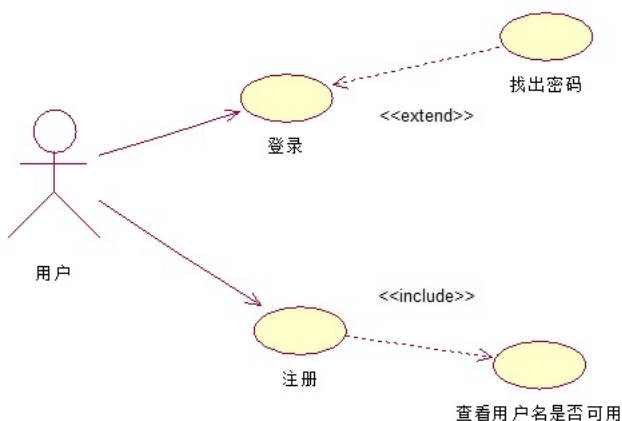 找出密码
<<extend>>
登录
用户
<<include>>
注册
查看用户名是否可用